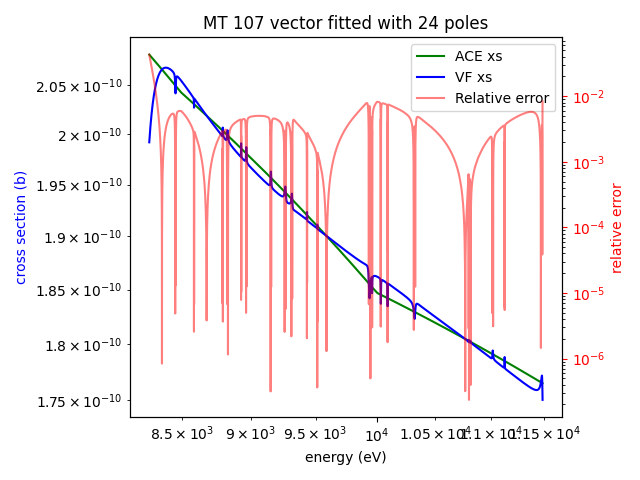 MT 107 vector fitted with 24 poles
ACE xs
VF xs
Relative error
cross section (b)
2.05 × 10⁻¹⁰
2 × 10⁻¹⁰
1.95 × 10⁻¹⁰
1.9 × 10⁻¹⁰
1.85 × 10⁻¹⁰
1.8 × 10⁻¹⁰
1.75 × 10⁻¹⁰
10⁻²
10⁻³
10⁻⁴
10⁻⁵
10⁻⁶
relative error
8.5 × 10³ 9 × 10³ 9.5 × 10³ 10⁴ 1.05 × 10⁴ 1.1 × 10⁴ 1.15 × 10⁴
energy (eV)